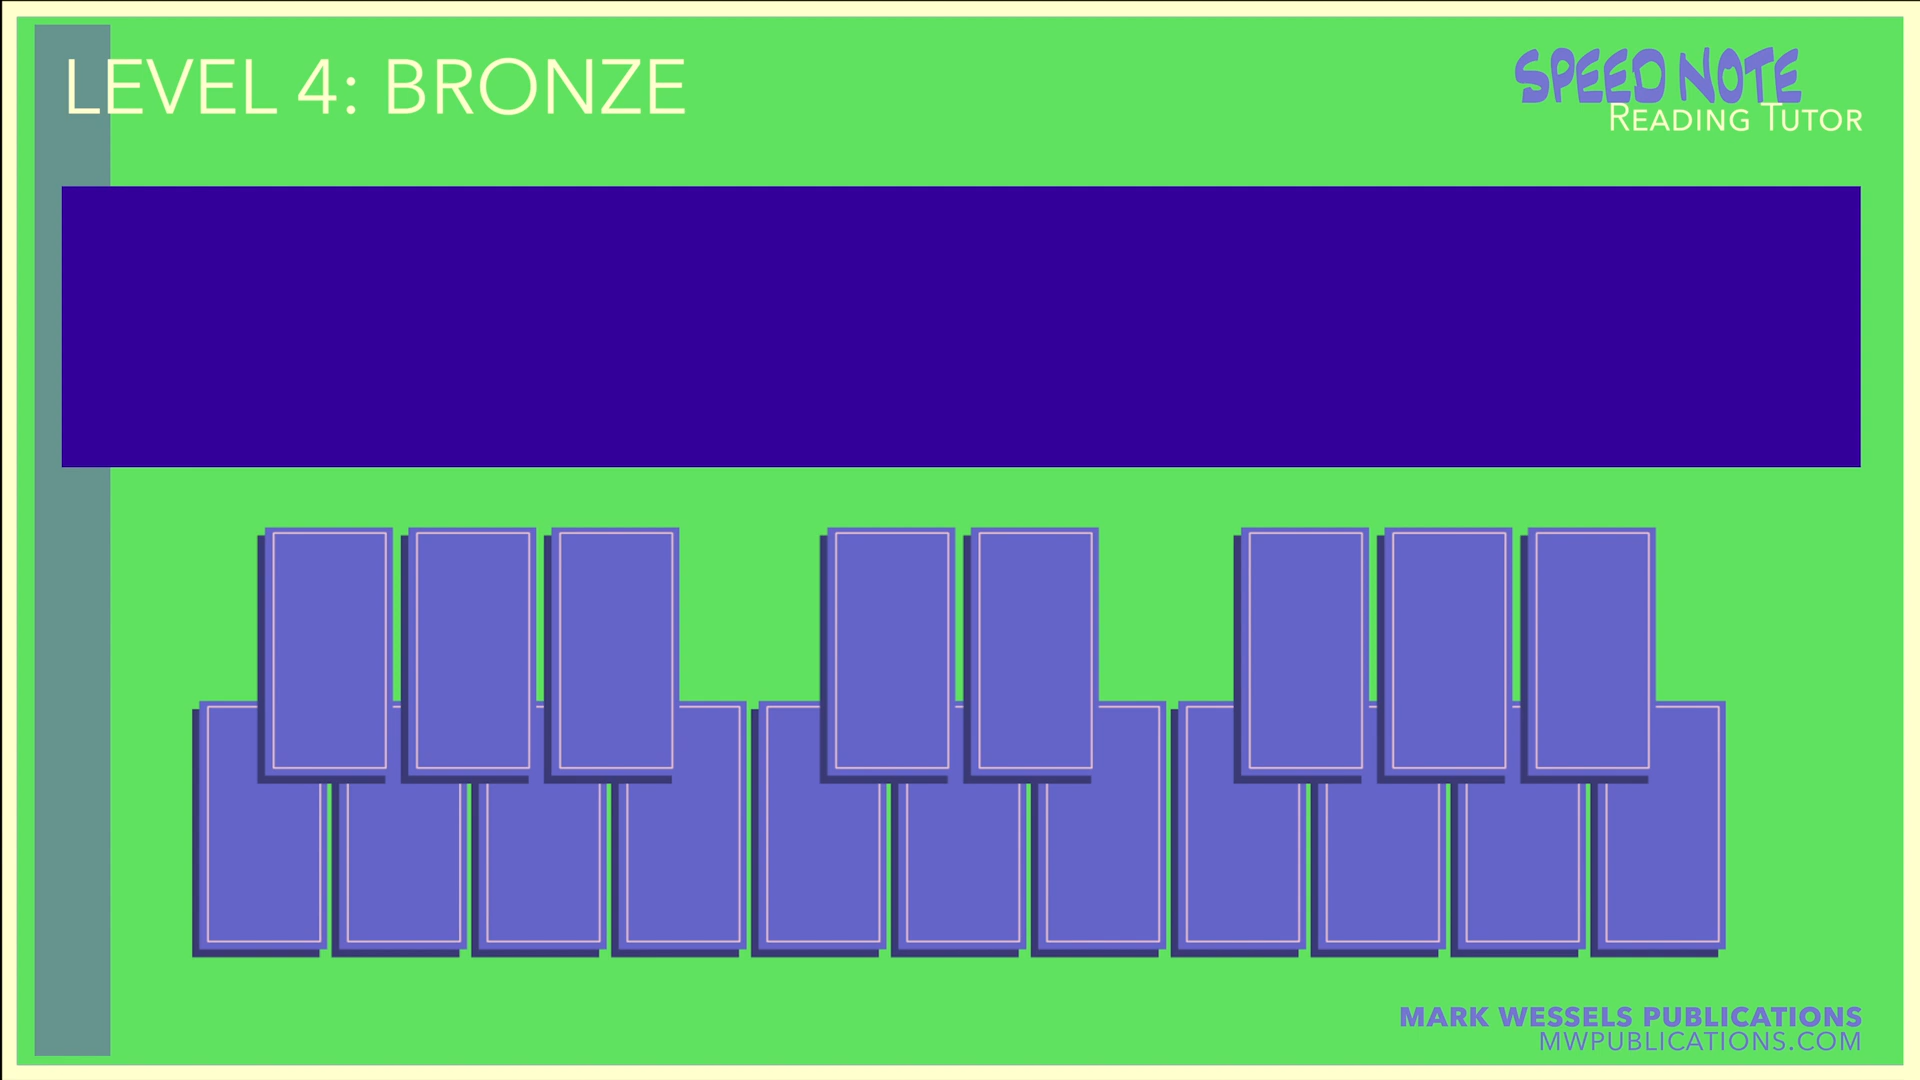 LEVEL 4: BRONZE
SPEED NOTE
READING TUTOR
MARK WESSELS PUBLICATIONS
MWPUBLICATIONS.COM